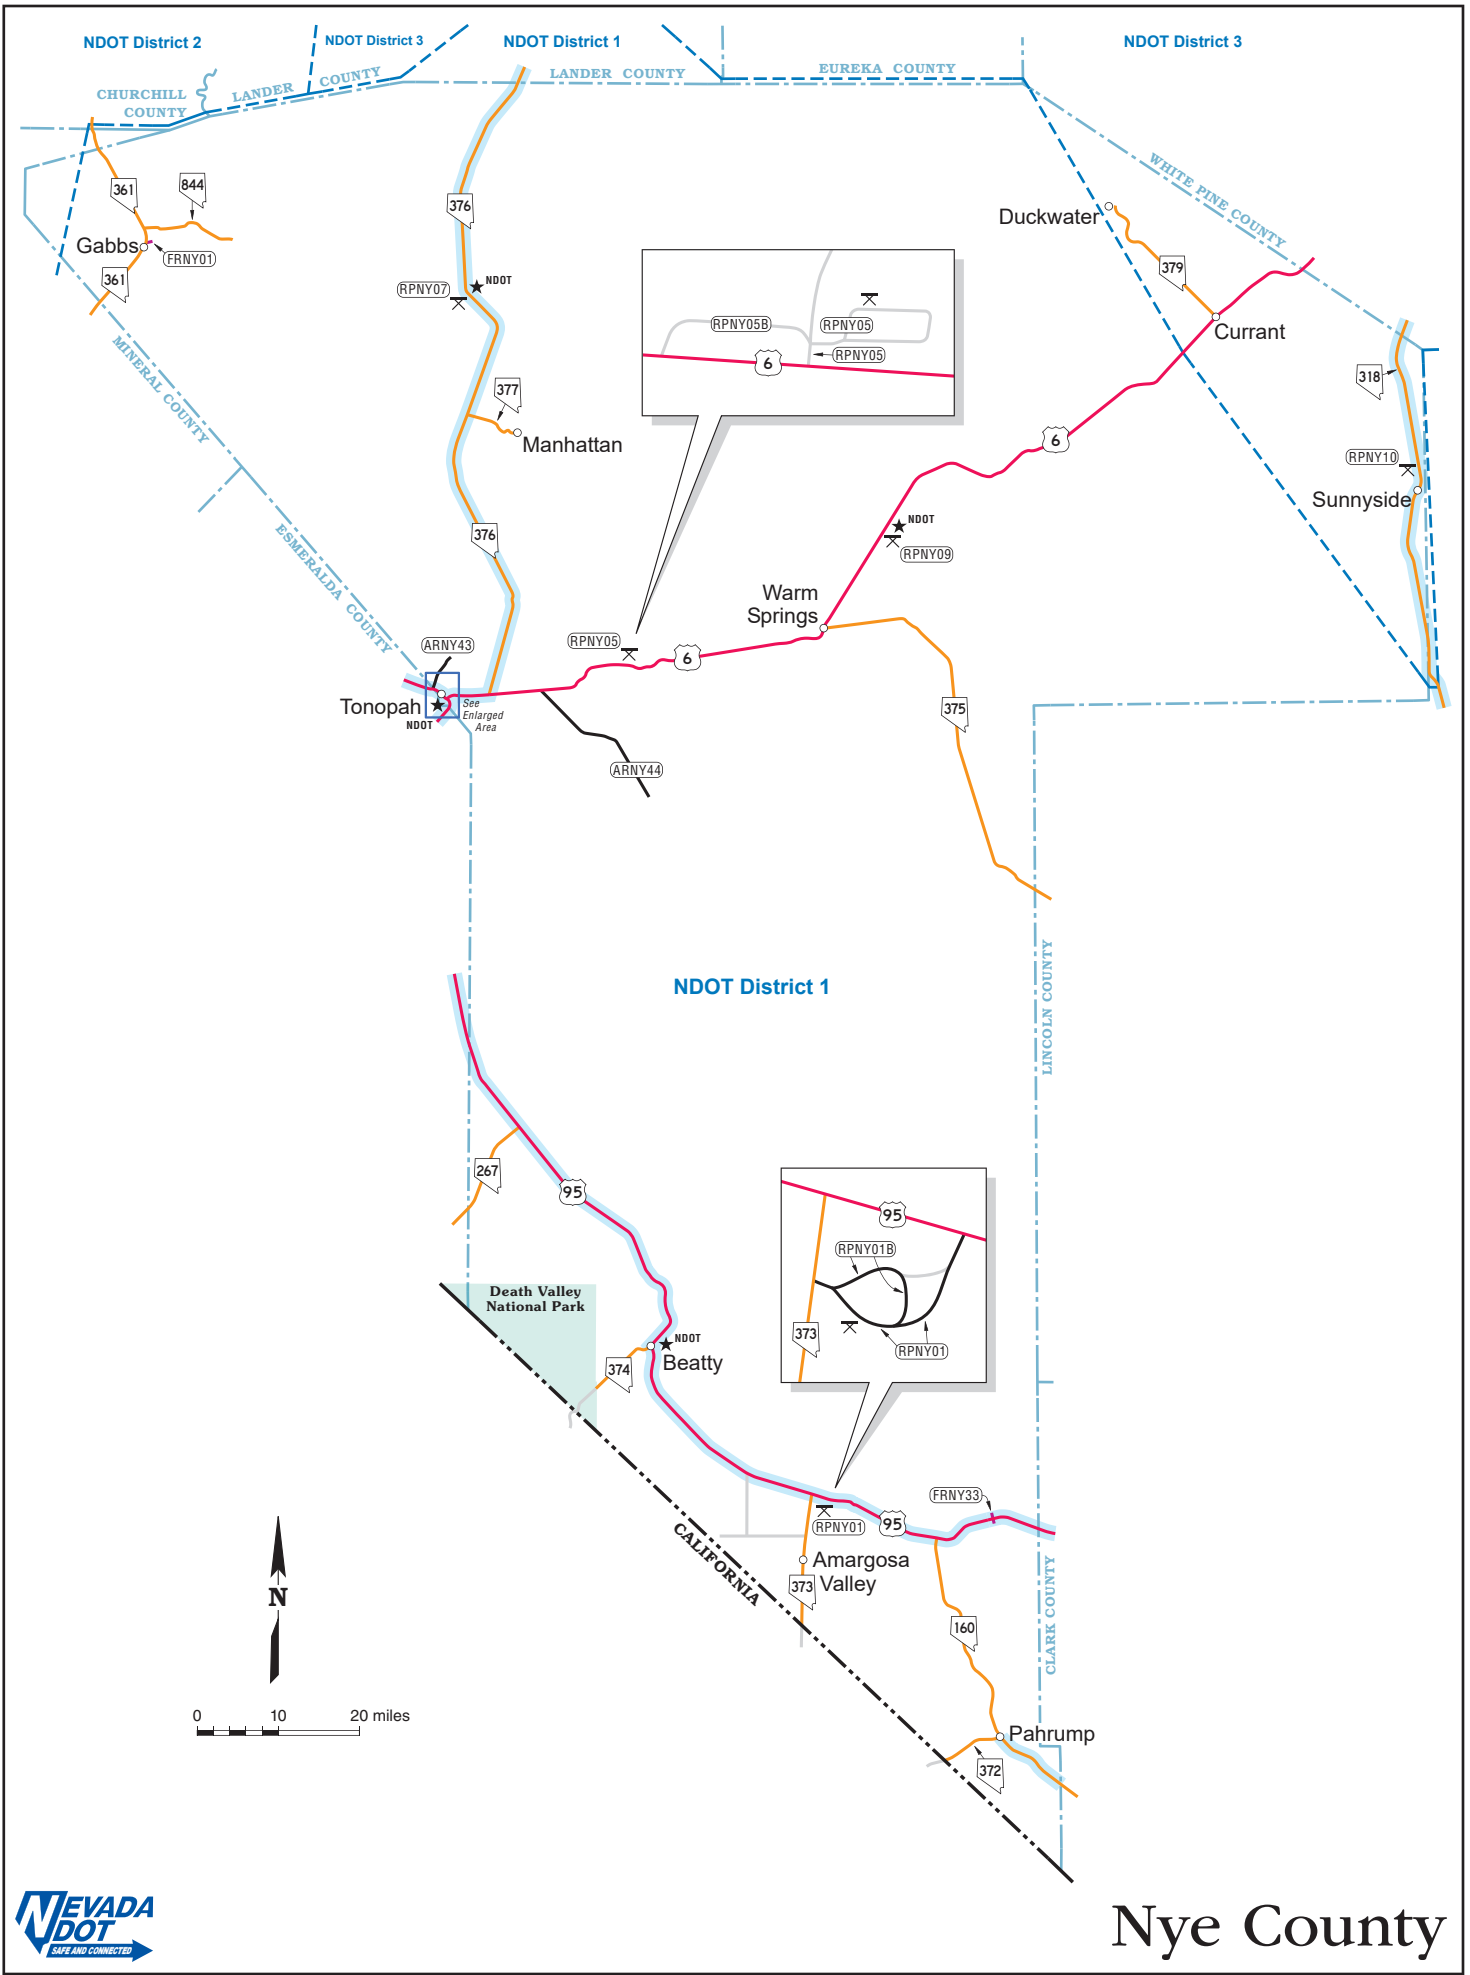 NDOT District 2
NDOT District 3
NDOT District 1
NDOT District 3
CHURCHILL
COUNTY
LANDER COUNTY
LANDER COUNTY
EUREKA COUNTY
WHITE PINE COUNTY
361
844
Gabbs
FRNY01
361
376
RPNY07
NDOT
377
Manhattan
376
MINERAL COUNTY
ESMERALDA COUNTY
RPNY05B
RPNY05
RPNY05
6
Duckwater
379
Currant
318
RPNY10
Sunnyside
6
NDOT
RPNY09
Warm
Springs
RPNY05
6
ARNY43
Tonopah
NDOT
See
Enlarged
Area
ARNY44
375
NDOT District 1
LINCOLN COUNTY
267
95
95
RPNY01B
373
RPNY01
Death Valley
National Park
NDOT
Beatty
374
FRNY33
RPNY01
95
CALIFORNIA
Amargosa
Valley
373
160
CLARK COUNTY
N
0 10 20 miles
Pahrump
372
NEVADA
DOT
SAFE AND CONNECTED
Nye County